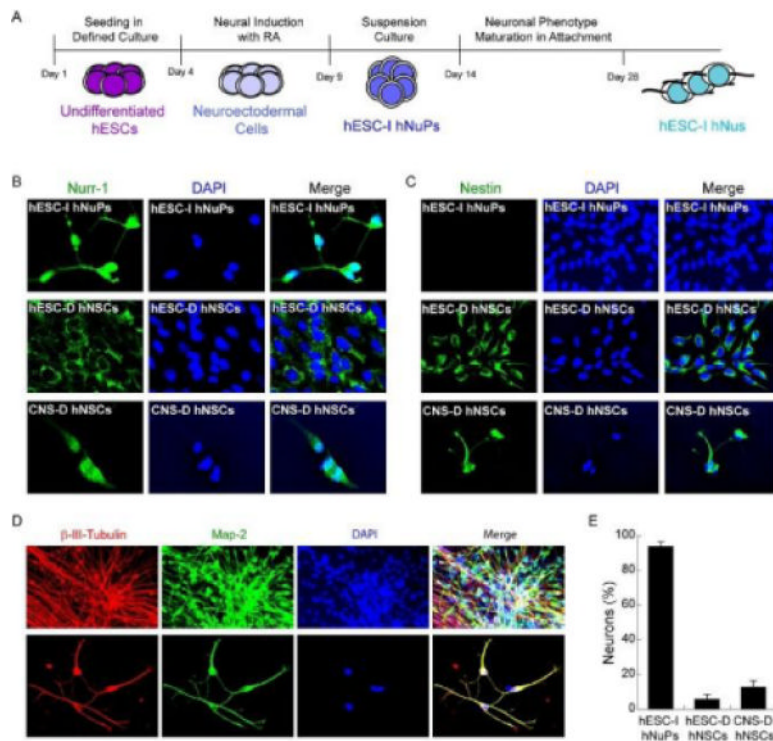 A
Seeding in
Defined Culture
Neural Induction
with RA
Suspension
Culture
Neuronal Phenotype
Maturation in Attachment
Day 1
Day 4
Day 9
Day 14
Day 28
Undifferentiated
hESCs
Neuroectodermal
Cells
hESC-I hNuPs
hESC-I hNus
B
Nurr-1
DAPI
Merge
hESC-I hNuPs
hESC-I hNuPs
hESC-I hNuPs
hESC-D hNSCs
hESC-D hNSCs
hESC-D hNSCs
CNS-D hNSCs
CNS-D hNSCs
CNS-D hNSCs
C
Nestin
DAPI
Merge
hESC-I hNuPs
hESC-I hNuPs
hESC-I hNuPs
hESC-D hNSCs
hESC-D hNSCs
hESC-D hNSCs
CNS-D hNSCs
CNS-D hNSCs
CNS-D hNSCs
D
β-III-Tubulin
Map-2
DAPI
Merge
E
Neurons (%)
100
80
60
40
20
0
hESC-I
hNuPs
hESC-D
hNSCs
CNS-D
hNSCs